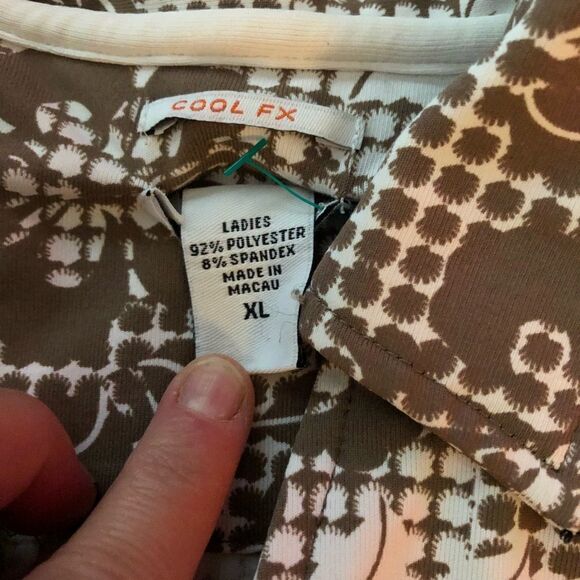 COOL FX
LADIES
92% POLYESTER
8% SPANDEX
MADE IN
MACAU
XL